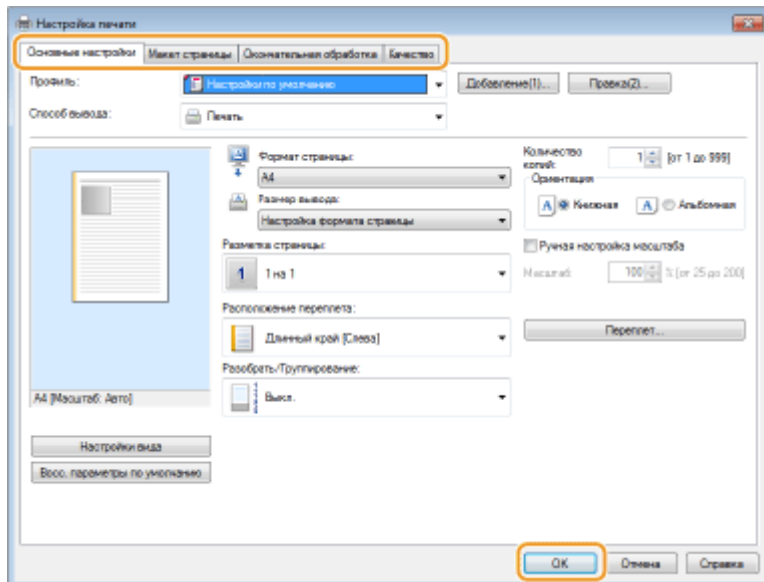 Настройка печати
Основные настройки Макет страницы Окончательная обработка Качество
Профиль: Настройки по умолчанию Добавление(1)... Правка(2)...
Способ вывода: Печать
Формат страницы:
A4
Размер вывода:
Настройка формата страницы
Разметка страницы:
1 1 на 1
Расположение переплета:
Длинный край [Слева]
Разобрать/Группирование:
Выкл.
Количество копий: 1 [от 1 до 999]
Ориентация
A Книжная A Альбомная
Ручная настройка масштаба
Масштаб: 100 % [от 25 до 200]
Переплет...
A4 [Масштаб: Авто]
Настройки вида
Восс. параметры по умолчанию
OK Отмена Справка